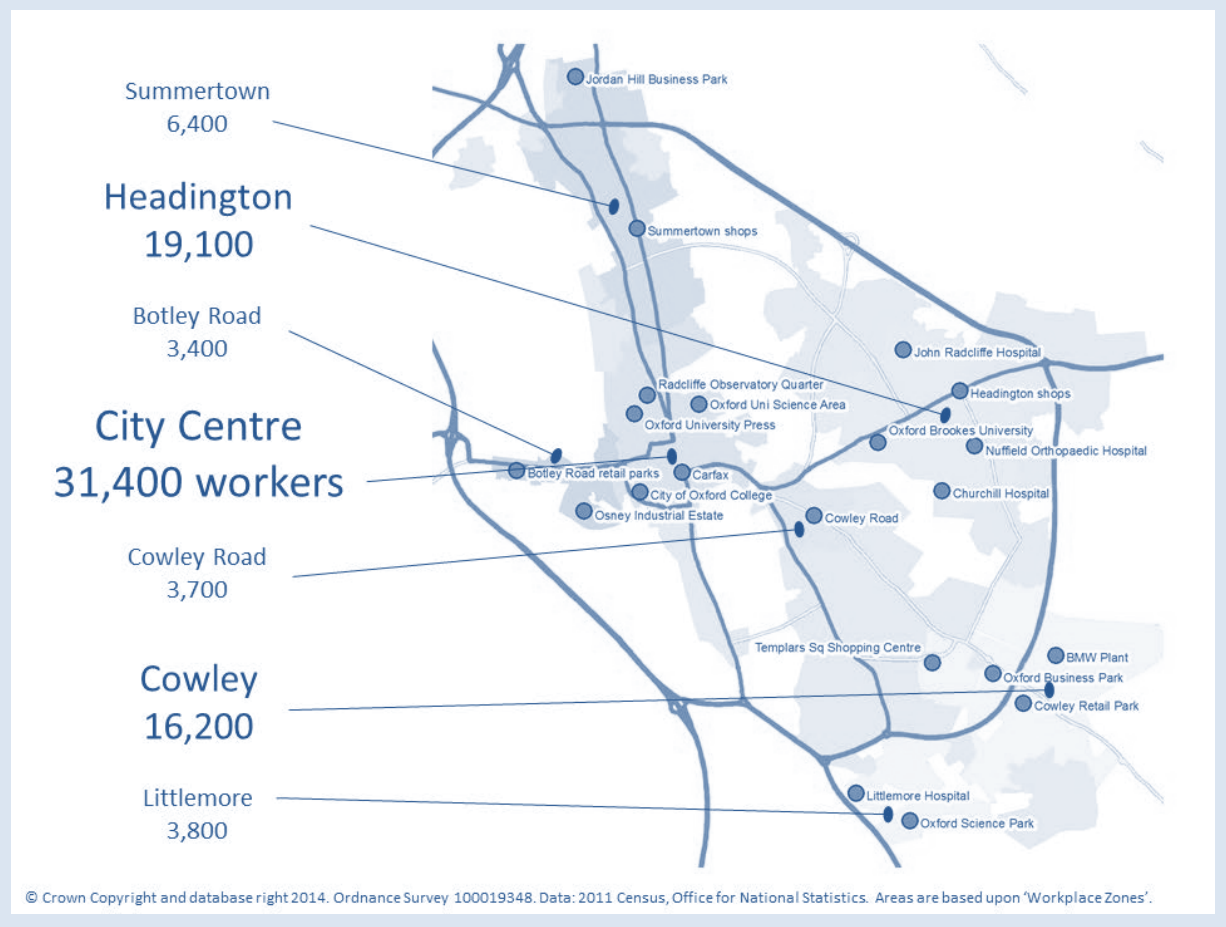 Summertown
6,400
Headington
19,100
Botley Road
3,400
City Centre
31,400 workers
Cowley Road
3,700
Cowley
16,200
Littlemore
3,800
Jordan Hill Business Park
Summertown shops
John Radcliffe Hospital
Radcliffe Observatory Quarter
Headington shops
Oxford Uni Science Area
Oxford University Press
Oxford Brookes University
Nuffield Orthopaedic Hospital
Botley Road retail parks
Carfax
City of Oxford College
Churchill Hospital
Osney Industrial Estate
Cowley Road
Templars Sq Shopping Centre
BMW Plant
Oxford Business Park
Cowley Retail Park
Littlemore Hospital
Oxford Science Park
© Crown Copyright and database right 2014. Ordnance Survey 100019348. Data: 2011 Census, Office for National Statistics. Areas are based upon ‘Workplace Zones’.